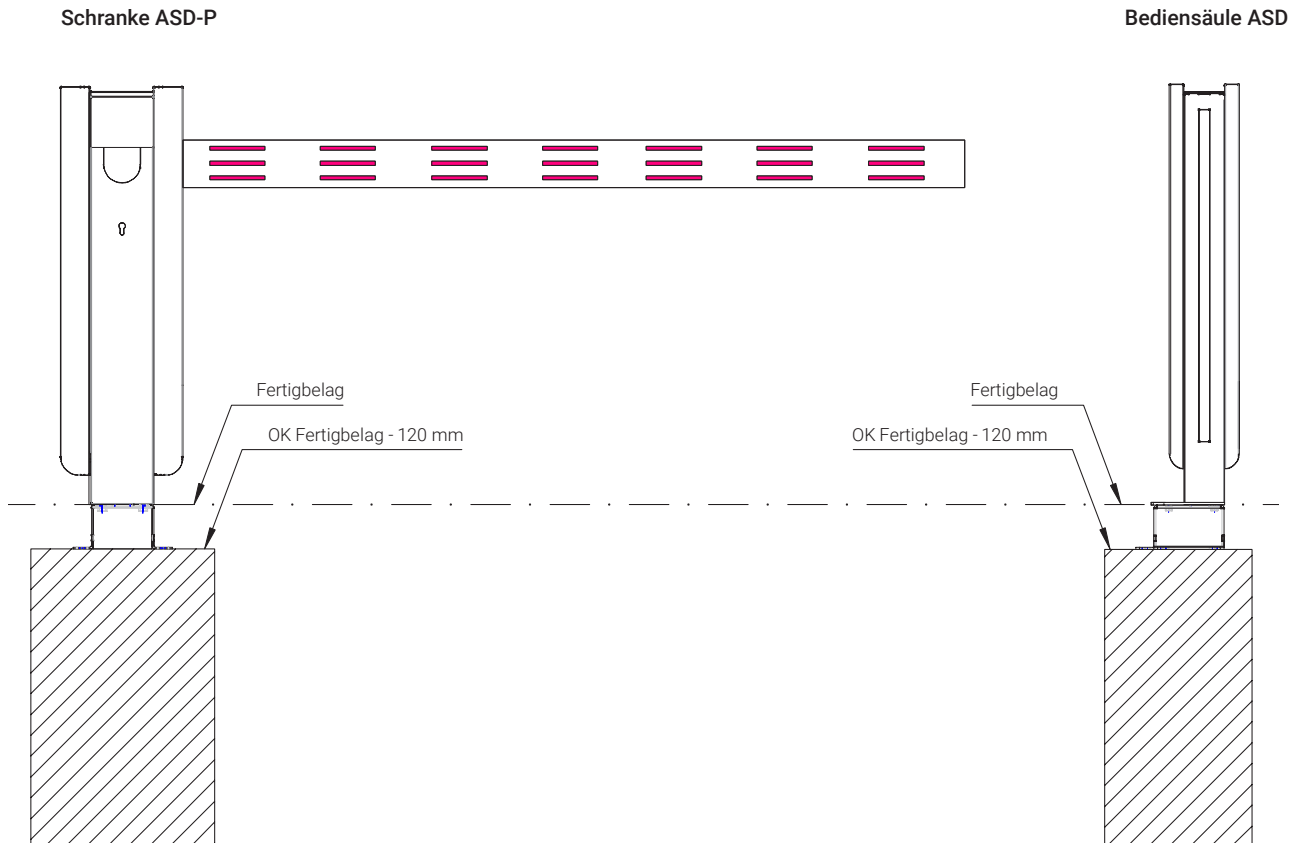 Schranke ASD-P
Bediensäule ASD
Fertigbelag
Fertigbelag
OK Fertigbelag - 120 mm
OK Fertigbelag - 120 mm